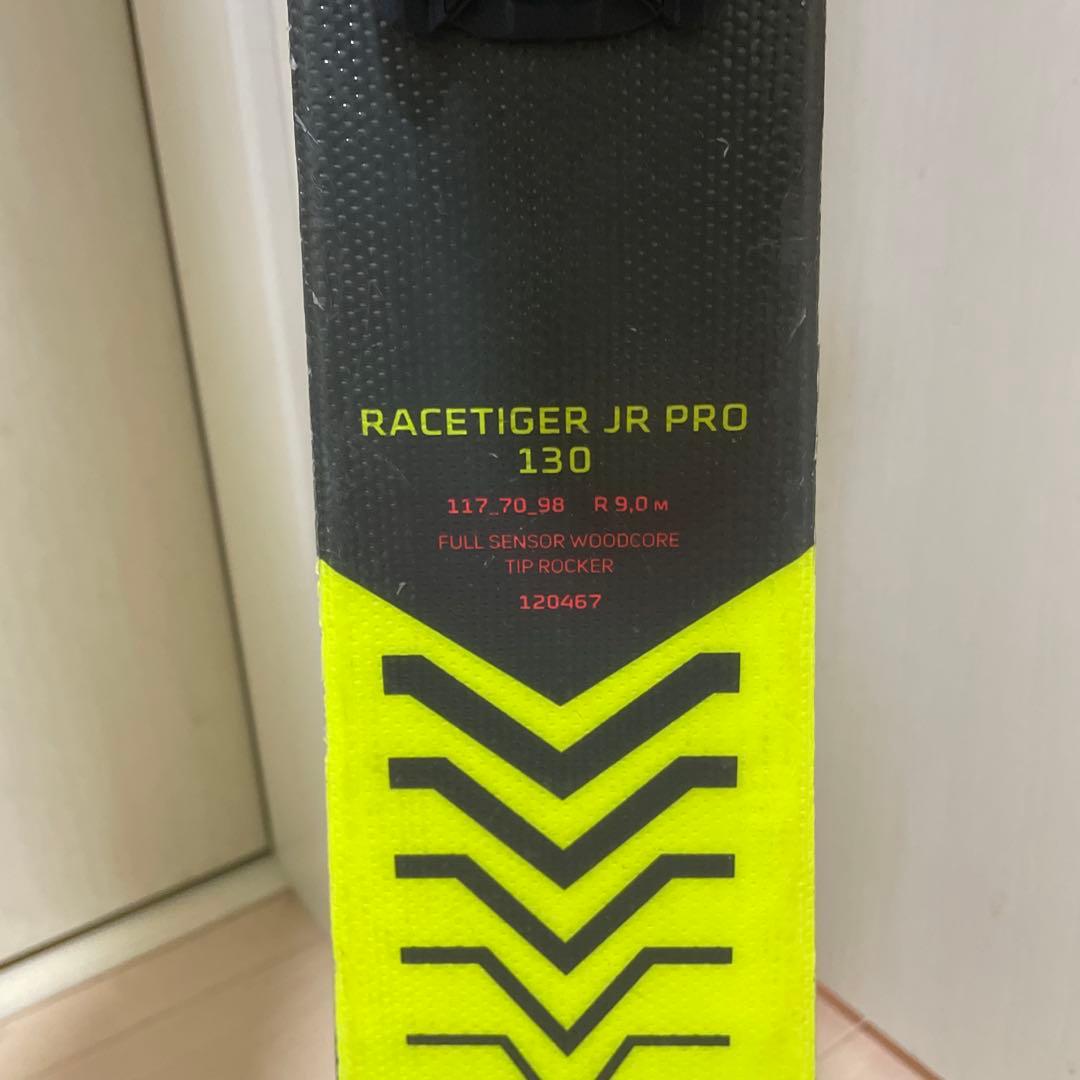 RACETIGER JR PRO
130
117_70_98 R 9,0 M
FULL SENSOR WOODCORE
TIP ROCKER
120467